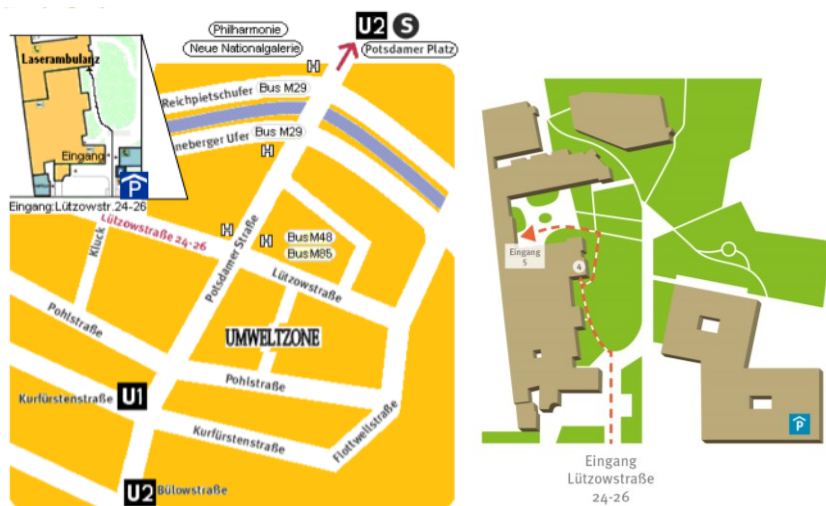 Philharmonie
Neue Nationalgalerie
U2 S
Potsdamer Platz
Laserambulanz
Eingang
P
Eingang:Lützowstr.24-26
H
Reichpietschufer Bus M29
neberger Ufer Bus M29
H
Lützowstraße 24-26
H
H
Bus M48
Bus M85
Kluck
Potsdamer Straße
Lützowstraße
Pohlstraße
UMWELTZONE
Pohlstraße
Kurfürstenstraße U1
Kurfürstenstraße
Flottwellstraße
U2 Bülowstraße
Eingang
5
4
P
Eingang
Lützowstraße
24-26